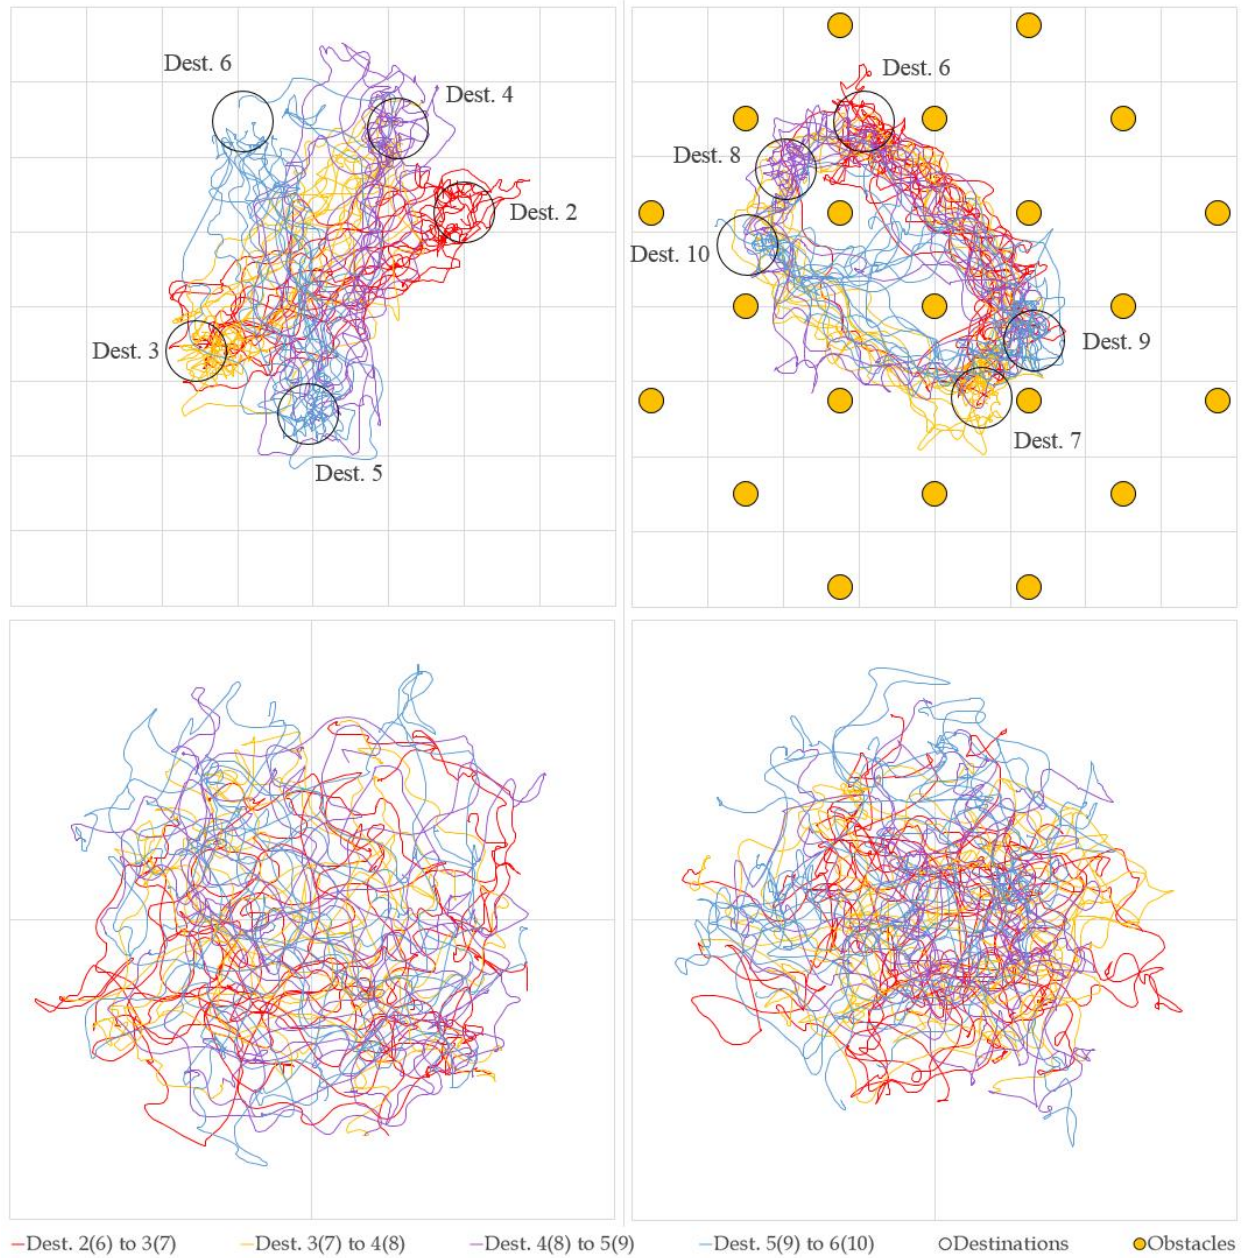 Dest. 6
Dest. 4
Dest. 2
Dest. 3
Dest. 5
Dest. 6
Dest. 8
Dest. 10
Dest. 9
Dest. 7
Dest. 2(6) to 3(7) Dest. 3(7) to 4(8) Dest. 4(8) to 5(9) Dest. 5(9) to 6(10) Destinations Obstacles